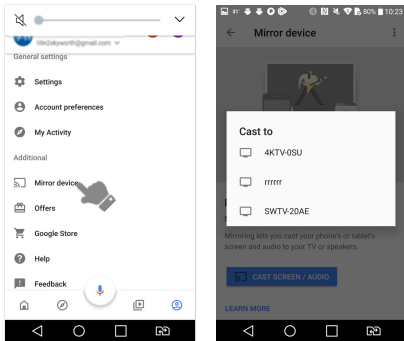 General settings
Settings
Account preferences
My Activity
Additional
Mirror device
Offers
Google Store
Help
Feedback
31°
80% 10:23
Mirror device
Cast to
4KTV-0SU
rrrrrr
SWTV-20AE
Mirroring lets you cast your phone's or tablet's
screen and audio to your TV or speakers.
CAST SCREEN / AUDIO
LEARN MORE